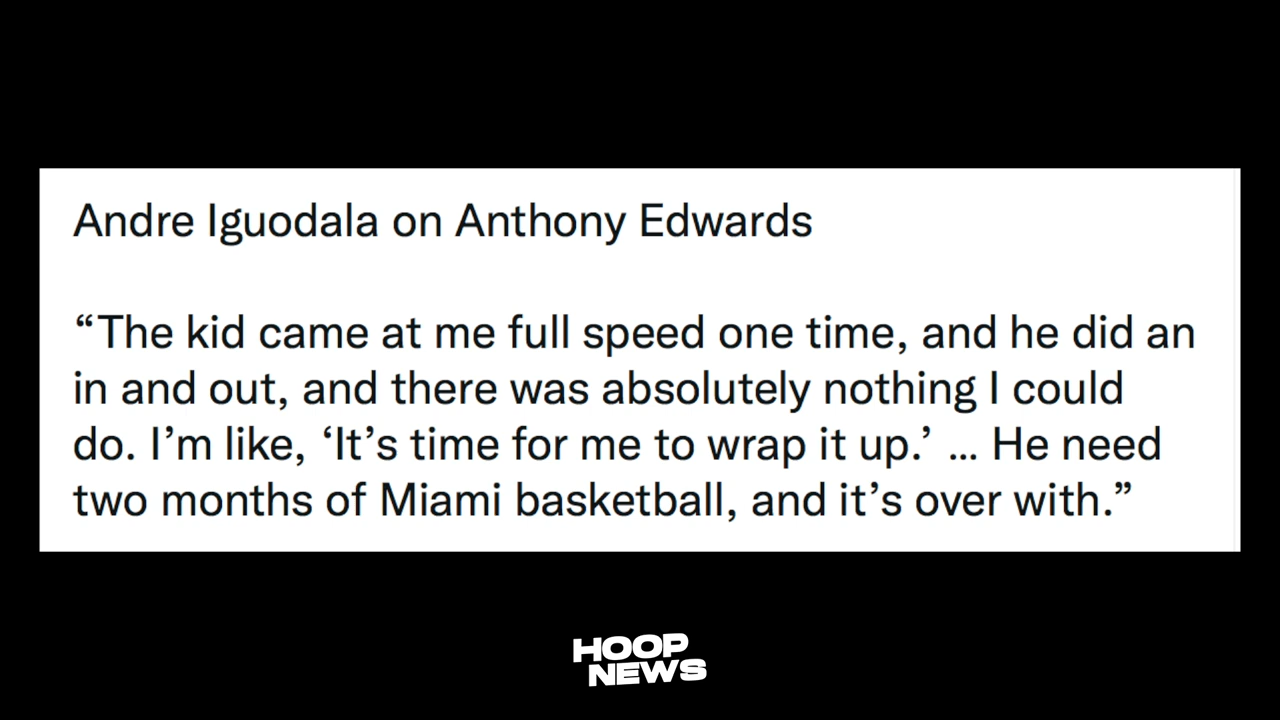 Andre Iguodala on Anthony Edwards
“The kid came at me full speed one time, and he did an
in and out, and there was absolutely nothing I could
do. I’m like, ‘It’s time for me to wrap it up.’ ... He need
two months of Miami basketball, and it’s over with.”
HOOP
NEWS